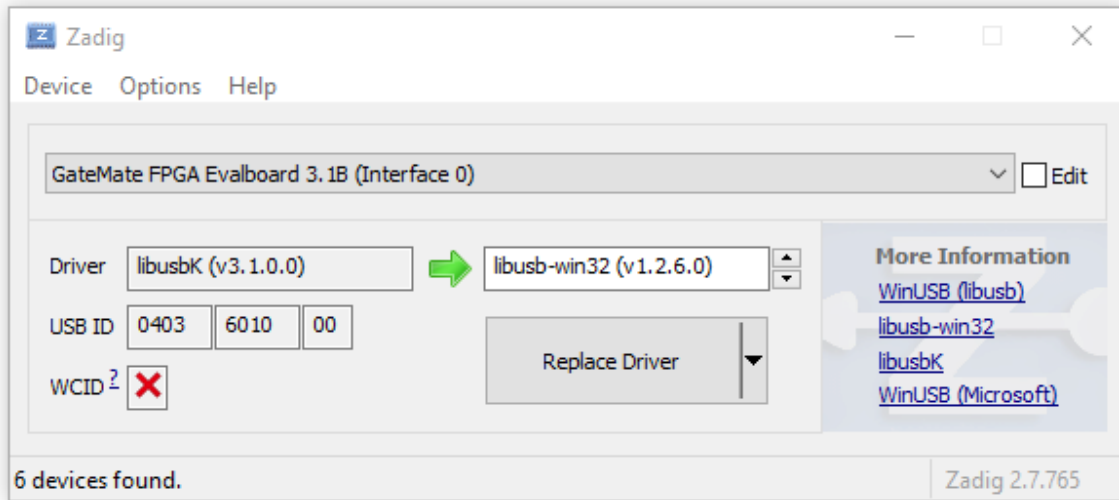 Zadig
Device Options Help
GateMate FPGA Evalboard 3.1B (Interface 0)
Edit
Driver libusbK (v3.1.0.0) libusb-win32 (v1.2.6.0)
USB ID 0403 6010 00
WCID ?
Replace Driver
More Information
WinUSB (libusb)
libusb-win32
libusbK
WinUSB (Microsoft)
6 devices found.
Zadig 2.7.765